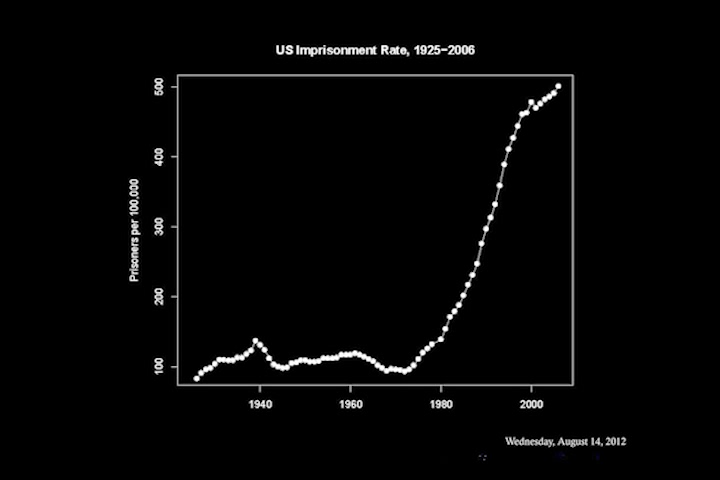 US Imprisonment Rate, 1925-2006
Prisoners per 100,000
500
400
300
200
100
1940 1960 1980 2000
Wednesday, August 14, 2012